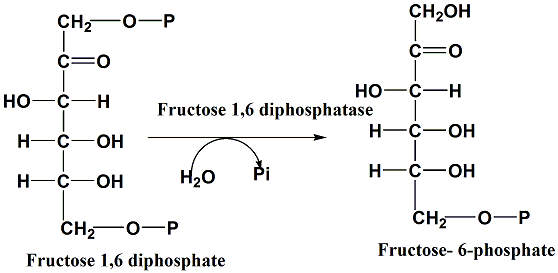 CH2—O—P
C=O
HO—C—H
H—C—OH
H—C—OH
CH2—O—P
Fructose 1,6 diphosphate
Fructose 1,6 diphosphatase
H2O
Pi
CH2OH
C=O
HO—C—H
H—C—OH
H—C—OH
CH2—O—P
Fructose- 6-phosphate